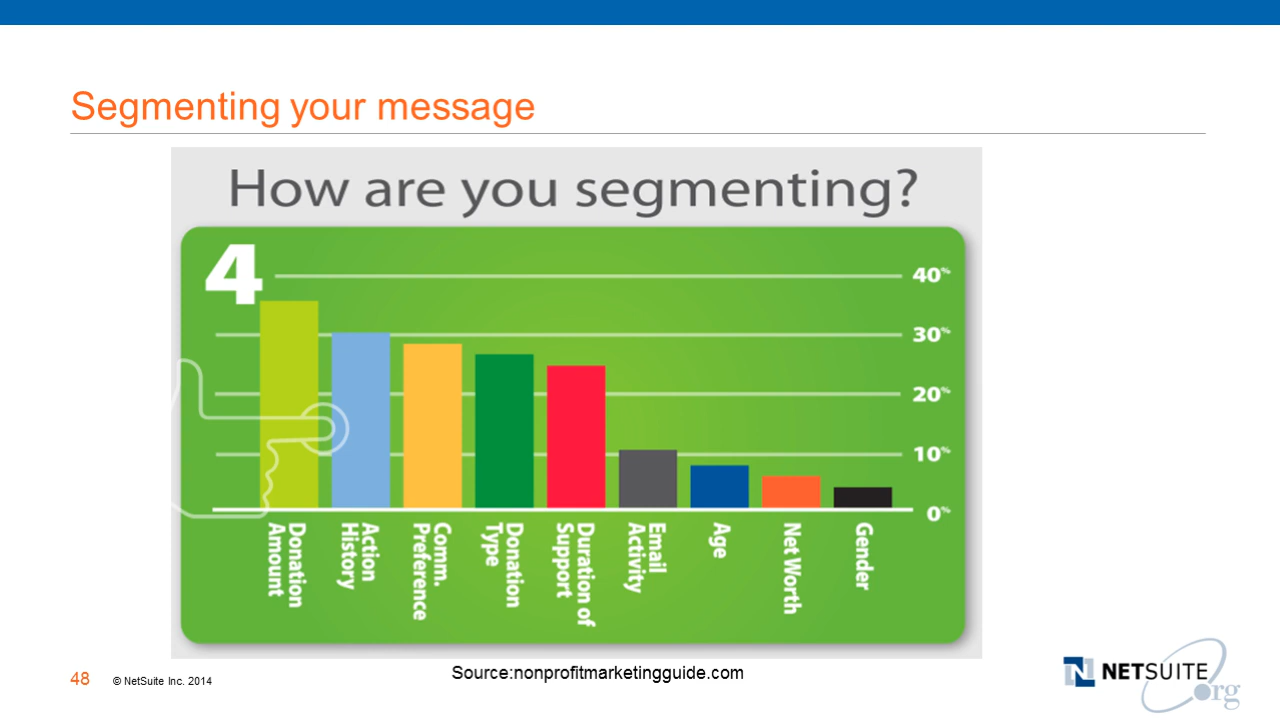 Segmenting your message
How are you segmenting?
4
40%
30%
20%
10%
0%
Donation
Amount
Action
History
Comm.
Preference
Donation
Type
Duration of
Support
Email
Activity
Age
Net Worth
Gender
48
© NetSuite Inc. 2014
Source:nonprofitmarketingguide.com
N NETSUITE
.org